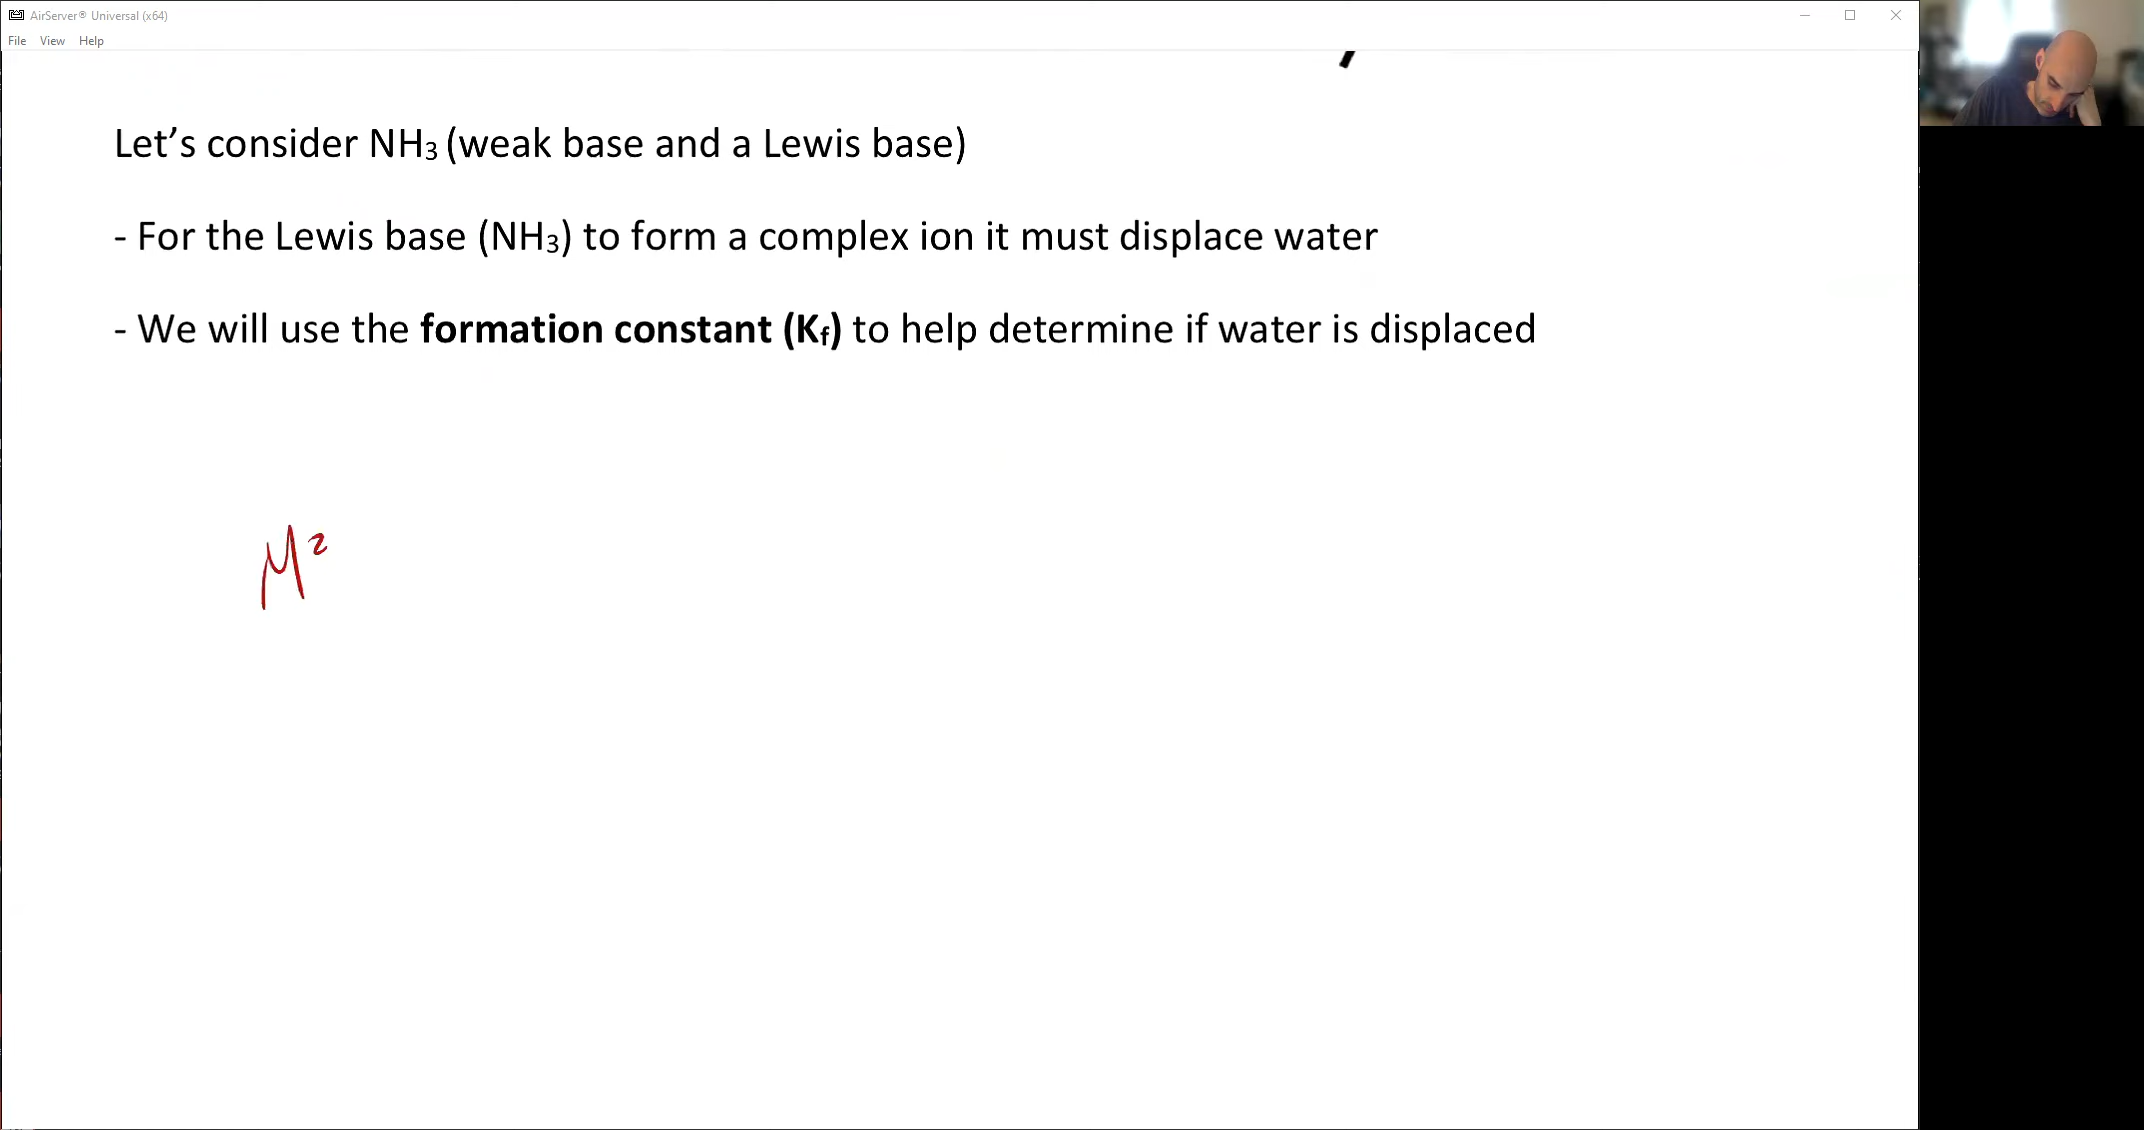 AirServer® Universal (x64)
File View Help
Let’s consider NH₃ (weak base and a Lewis base)
- For the Lewis base (NH₃) to form a complex ion it must displace water
- We will use the formation constant (Kf) to help determine if water is displaced
M²